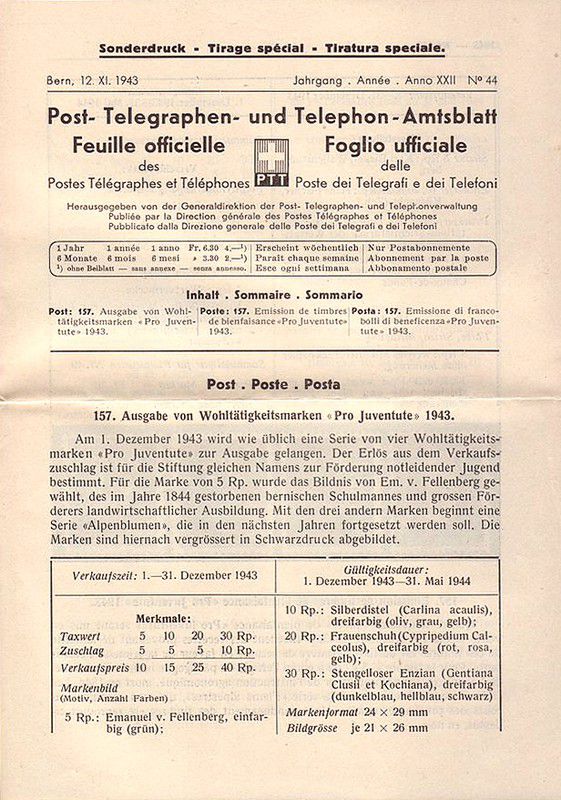 Sonderdruck - Tirage spécial - Tiratura speciale.
Bern, 12. XI. 1943 Jahrgang . Année . Anno XXII No 44
Post- Telegraphen- und Telephon-Amtsblatt
Feuille officielle Foglio ufficiale
des delle
Postes Télégraphes et Téléphones PTT Poste dei Telegrafi e dei Telefoni
Herausgegeben von der Generaldirektion der Post- Telegraphen- und Telephonverwaltung
Publiée par la Direction générale des Postes Télégraphes et Téléphones
Pubblicato dalla Direzione generale delle Poste dei Telegrafi e dei Telefoni
1 Jahr 1 année 1 anno Fr. 6.30 4.—¹) Erscheint wöchentlich Nur Postabonnemente
6 Monate 6 mois 6 mesi » 3.30 2.—¹) Paraît chaque semaine Abonnement par la poste
¹) ohne Beiblatt — sans annexe — senza annesso. Esce ogni settimana Abbonamento postale
Inhalt . Sommaire . Sommario
Post: 157. Ausgabe von Wohl-
tätigkeitsmarken «Pro Juven-
tute» 1943.
Poste: 157. Emission de timbres
de bienfaisance «Pro Juventute»
1943.
Posta: 157. Emissione di franco-
bolli di beneficenza «Pro Juven-
tute» 1943.
Post . Poste . Posta
157. Ausgabe von Wohltätigkeitsmarken «Pro Juventute» 1943.
Am 1. Dezember 1943 wird wie üblich eine Serie von vier Wohltätigkeits-
marken «Pro Juventute» zur Ausgabe gelangen. Der Erlös aus dem Verkaufs-
zuschlag ist für die Stiftung gleichen Namens zur Förderung notleidender Jugend
bestimmt. Für die Marke von 5 Rp. wurde das Bildnis von Em. v. Fellenberg ge-
wählt, des im Jahre 1844 gestorbenen bernischen Schulmannes und grossen För-
derers landwirtschaftlicher Ausbildung. Mit den drei andern Marken beginnt eine
Serie «Alpenblumen», die in den nächsten Jahren fortgesetzt werden soll. Die
Marken sind hiernach vergrössert in Schwarzdruck abgebildet.
Verkaufszeit: 1.—31. Dezember 1943
Gültigkeitsdauer:
1. Dezember 1943—31. Mai 1944
Merkmale:
Taxwert 5 10 20 30 Rp.
Zuschlag 5 5 5 10 Rp.
Verkaufspreis 10 15 25 40 Rp.
Markenbild
(Motiv, Anzahl Farben)
5 Rp.: Emanuel v. Fellenberg, einfar-
big (grün);
10 Rp.: Silberdistel (Carlina acaulis),
dreifarbig (oliv, grau, gelb);
20 Rp.: Frauenschuh (Cypripedium Cal-
ceolus), dreifarbig (rot, rosa,
gelb);
30 Rp.: Stengelloser Enzian (Gentiana
Clusii et Kochiana), dreifarbig
(dunkelblau, hellblau, schwarz)
Markenformat 24 × 29 mm
Bildgrösse je 21 × 26 mm